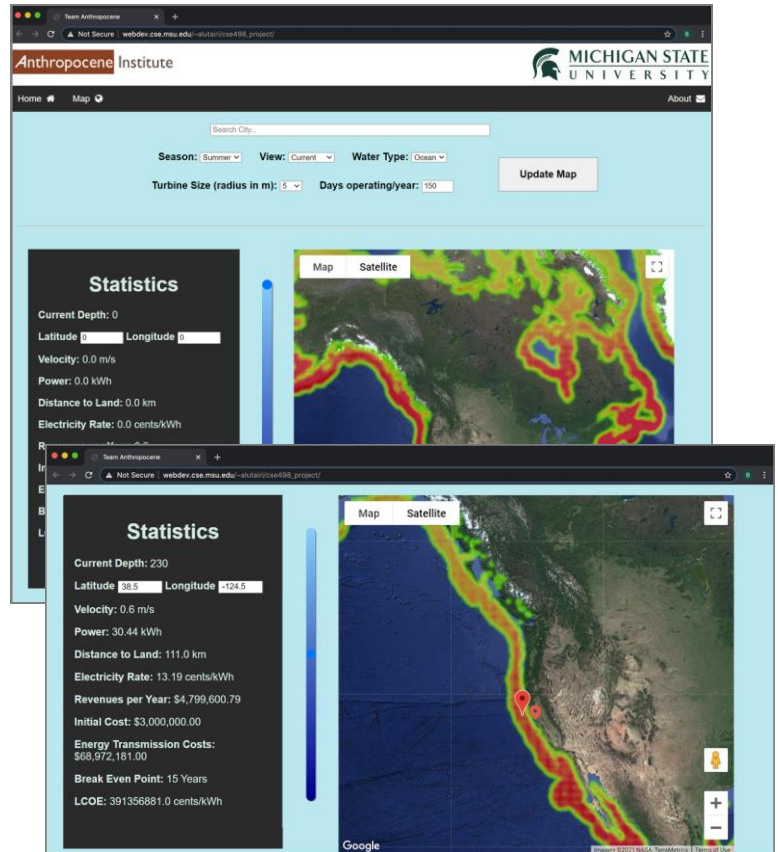 Team Anthropocene
Not Secure | webdev.cse.msu.edu/~alutairi/cse498_project/
Anthropocene Institute
MICHIGAN STATE
UNIVERSITY
Home Map About
Search City...
Season: Summer View: Current Water Type: Ocean
Turbine Size (radius in m): 5 Days operating/year: 150
Update Map
Statistics
Current Depth: 0
Latitude 0 Longitude 0
Velocity: 0.0 m/s
Power: 0.0 kWh
Distance to Land: 0.0 km
Electricity Rate: 0.0 cents/kWh
Map Satellite
Team Anthropocene
Not Secure | webdev.cse.msu.edu/~alutairi/cse498_project/
Statistics
Current Depth: 230
Latitude 38.5 Longitude -124.5
Velocity: 0.6 m/s
Power: 30.44 kWh
Distance to Land: 111.0 km
Electricity Rate: 13.19 cents/kWh
Revenues per Year: $4,799,600.79
Initial Cost: $3,000,000.00
Energy Transmission Costs:
$68,972,181.00
Break Even Point: 15 Years
LCOE: 391356881.0 cents/kWh
Map Satellite
Google
Imagery ©2021 NASA, TerraMetrics Terms of Use